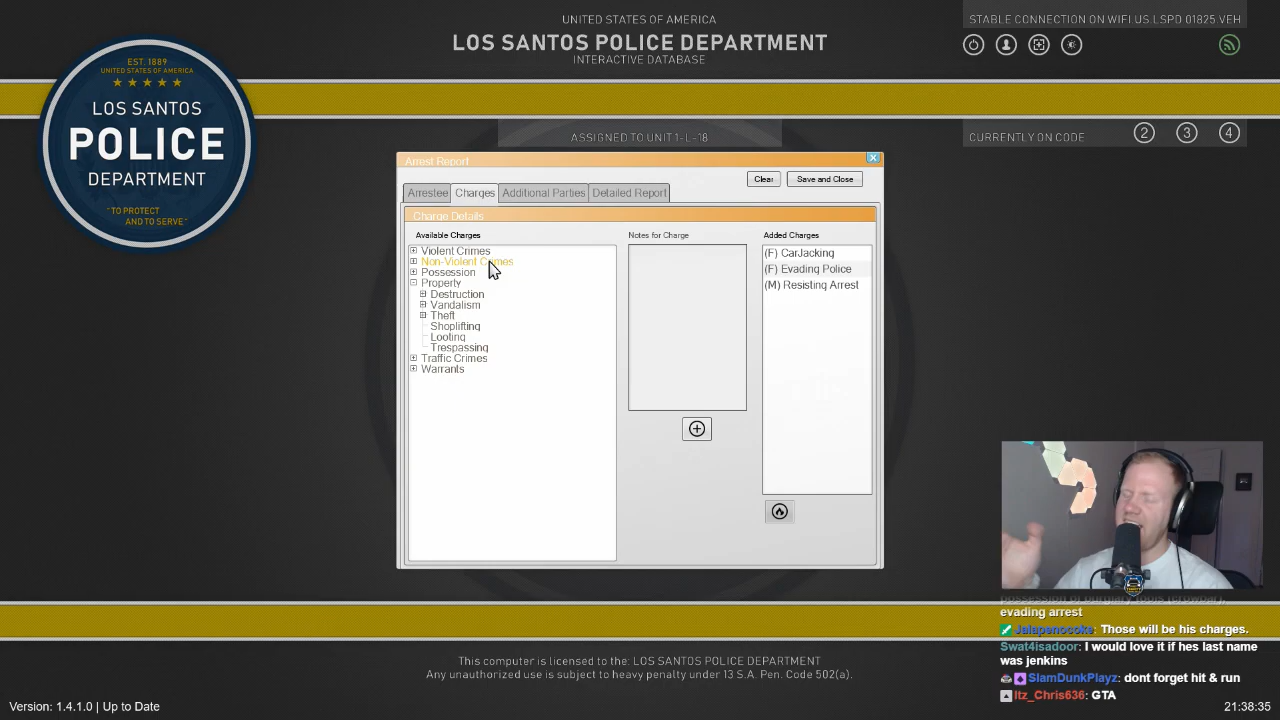 UNITED STATES OF AMERICA
LOS SANTOS POLICE DEPARTMENT
INTERACTIVE DATABASE
STABLE CONNECTION ON WIFI US.LSPD 01825 VEH
EST. 1889
UNITED STATES OF AMERICA
LOS SANTOS
POLICE
DEPARTMENT
"TO PROTECT
AND TO SERVE"
ASSIGNED TO UNIT 1-L-18
CURRENTLY ON CODE
2
3
4
Arrest Report
Clear
Save and Close
Arrestee
Charges
Additional Parties
Detailed Report
Charge Details
Available Charges
Violent Crimes
Non-Violent Crimes
Possession
Property
Destruction
Vandalism
Theft
Shoplifting
Looting
Trespassing
Traffic Crimes
Warrants
Notes for Charge
Added Charges
(F) CarJacking
(F) Evading Police
(M) Resisting Arrest
possession of burglary tools (crowbar),
evading arrest
Jalapenocoke: Those will be his charges.
Swat4isadoor: I would love it if hes last name
was jenkins
SlamDunkPlayz: dont forget hit & run
Itz_Chris636: GTA
This computer is licensed to the: LOS SANTOS POLICE DEPARTMENT
Any unauthorized use is subject to heavy penalty under 13 S.A. Pen. Code 502(a).
Version: 1.4.1.0 | Up to Date
21:38:35